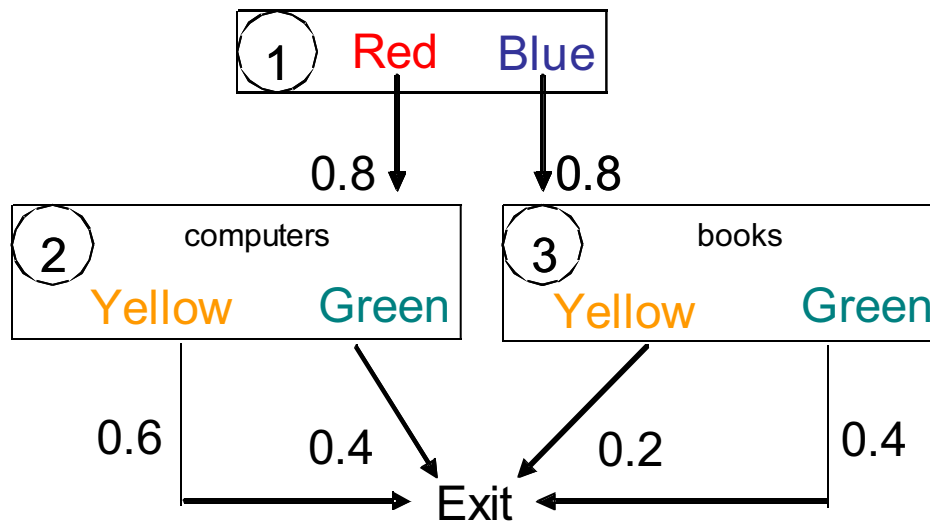 1 Red Blue
0.8 0.8
2 computers
Yellow Green
3 books
Yellow Green
0.6 0.4 0.2 0.4
Exit